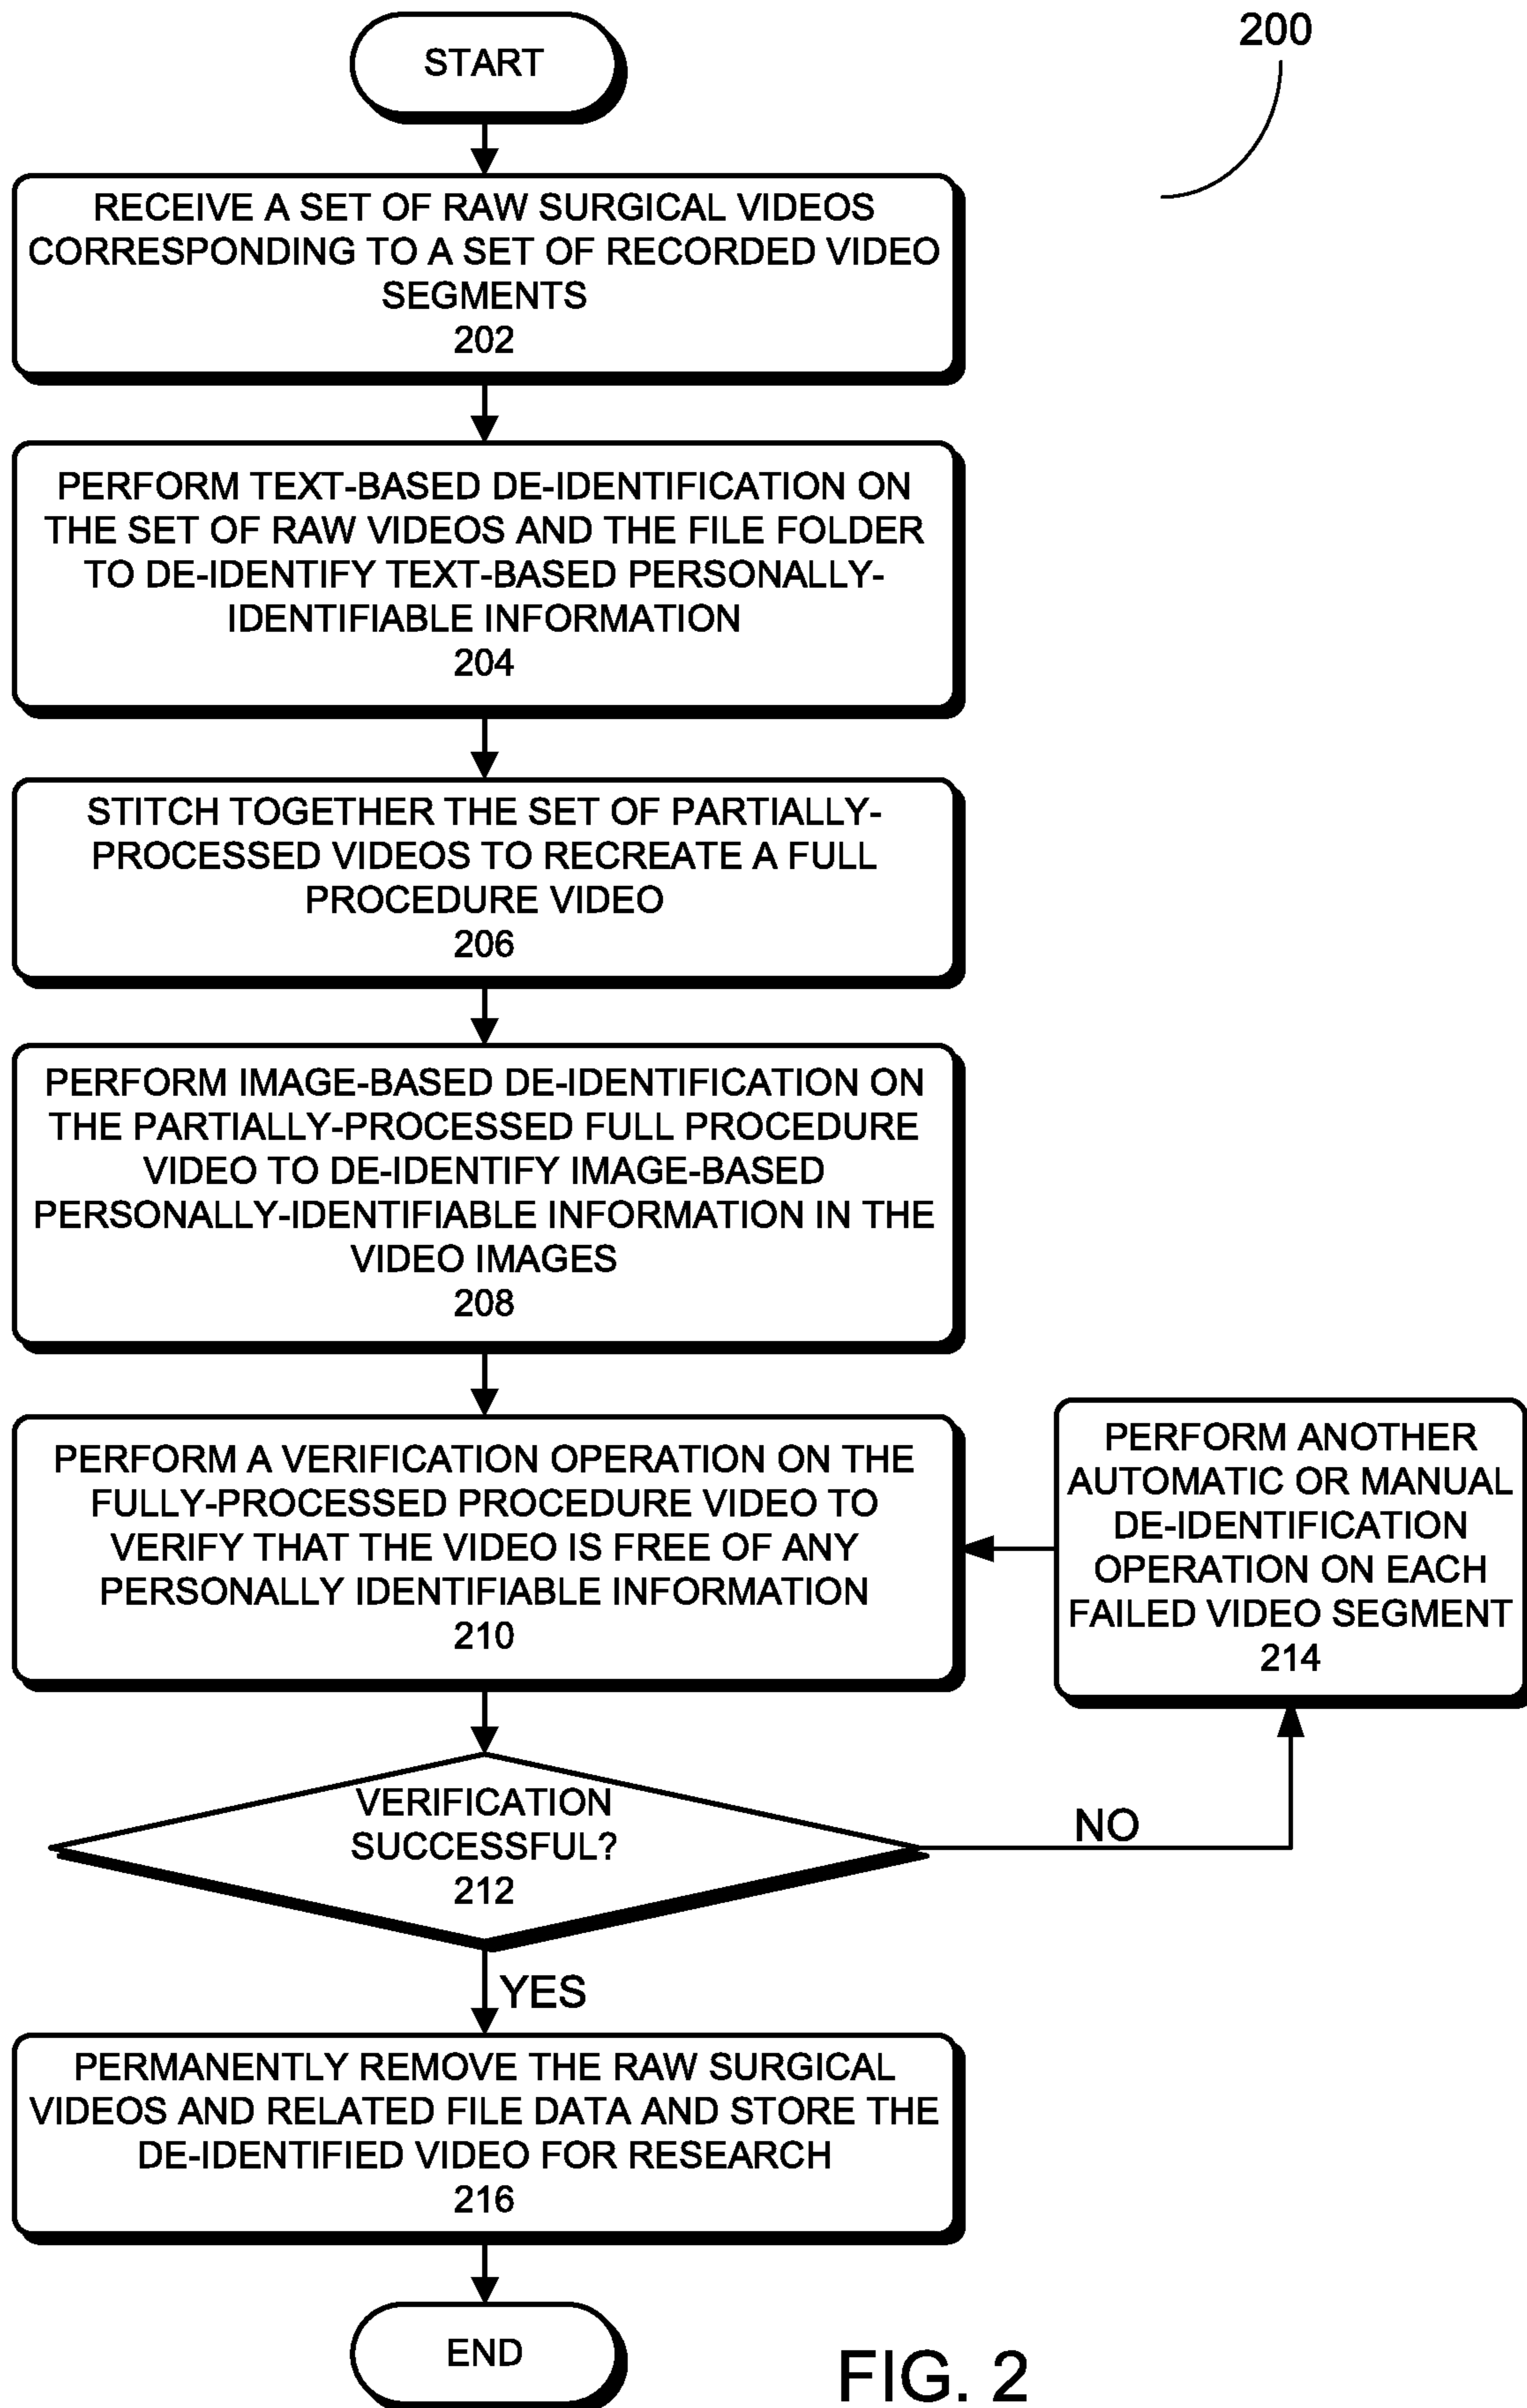 START
200
RECEIVE A SET OF RAW SURGICAL VIDEOS
CORRESPONDING TO A SET OF RECORDED VIDEO
SEGMENTS
202
PERFORM TEXT-BASED DE-IDENTIFICATION ON
THE SET OF RAW VIDEOS AND THE FILE FOLDER
TO DE-IDENTIFY TEXT-BASED PERSONALLY-
IDENTIFIABLE INFORMATION
204
STITCH TOGETHER THE SET OF PARTIALLY-
PROCESSED VIDEOS TO RECREATE A FULL
PROCEDURE VIDEO
206
PERFORM IMAGE-BASED DE-IDENTIFICATION ON
THE PARTIALLY-PROCESSED FULL PROCEDURE
VIDEO TO DE-IDENTIFY IMAGE-BASED
PERSONALLY-IDENTIFIABLE INFORMATION IN THE
VIDEO IMAGES
208
PERFORM A VERIFICATION OPERATION ON THE
FULLY-PROCESSED PROCEDURE VIDEO TO
VERIFY THAT THE VIDEO IS FREE OF ANY
PERSONALLY IDENTIFIABLE INFORMATION
210
PERFORM ANOTHER
AUTOMATIC OR MANUAL
DE-IDENTIFICATION
OPERATION ON EACH
FAILED VIDEO SEGMENT
214
VERIFICATION
SUCCESSFUL?
212
NO
YES
PERMANENTLY REMOVE THE RAW SURGICAL
VIDEOS AND RELATED FILE DATA AND STORE THE
DE-IDENTIFIED VIDEO FOR RESEARCH
216
END
FIG. 2